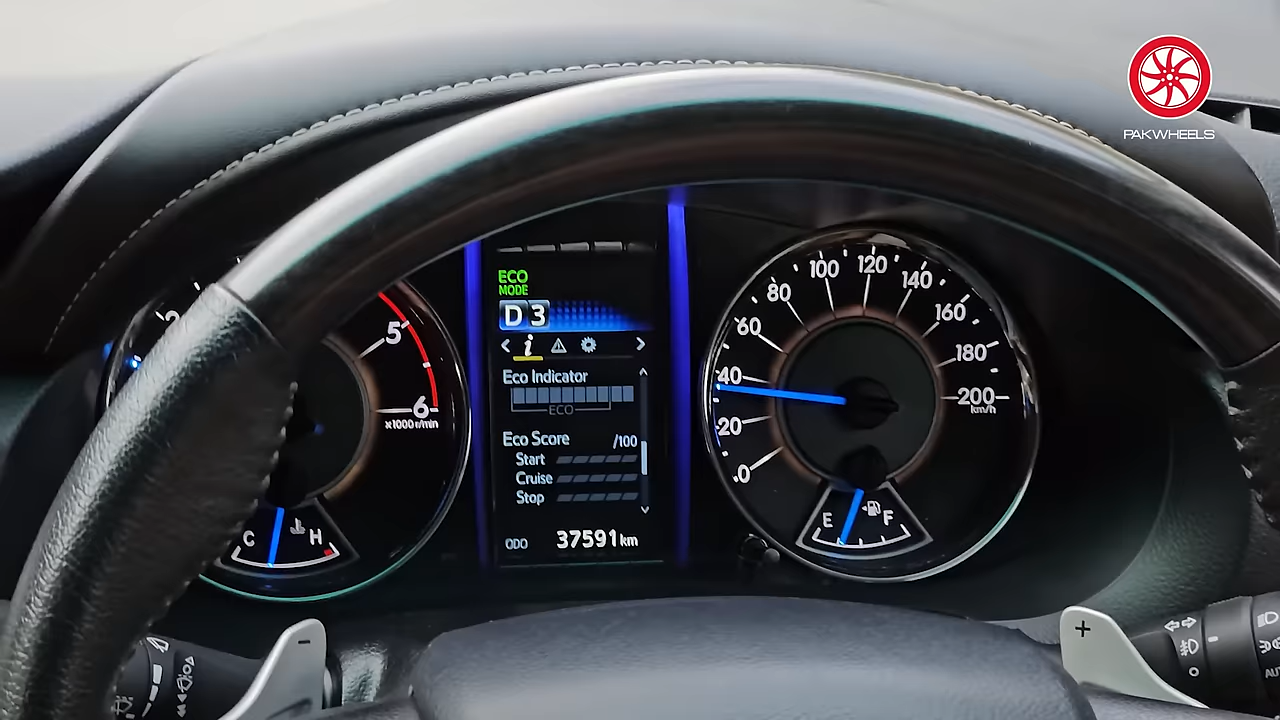 PAKWHEELS
ECO
MODE
D 3
i
Eco Indicator
ECO
Eco Score /100
Start
Cruise
Stop
ODO 37591 km
5
6
x1000r/min
C H
0
20
40
60
80
100
120
140
160
180
200
km/h
E F
-
+